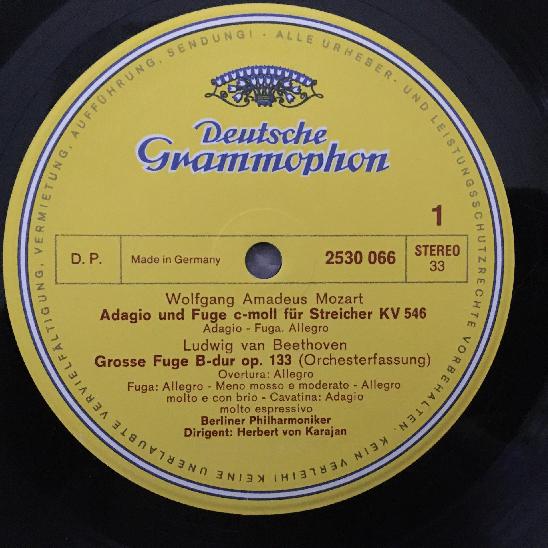 ALLE URHEBER- UND LEISTUNGSSCHUTZRECHTE VORBEHALTEN. KEIN VERLEIH! KEINE UNERLAUBTE VERVIELFÄLTIGUNG, VERMIETUNG, AUFFÜHRUNG, SENDUNG! -
Deutsche
Grammophon
1
D. P.
Made in Germany
2530 066
STEREO
33
Wolfgang Amadeus Mozart
Adagio und Fuge c-moll für Streicher KV 546
Adagio - Fuga. Allegro
Ludwig van Beethoven
Grosse Fuge B-dur op. 133 (Orchesterfassung)
Overtura: Allegro
Fuga: Allegro - Meno mosso e moderato - Allegro
molto e con brio - Cavatina: Adagio
molto espressivo
Berliner Philharmoniker
Dirigent: Herbert von Karajan